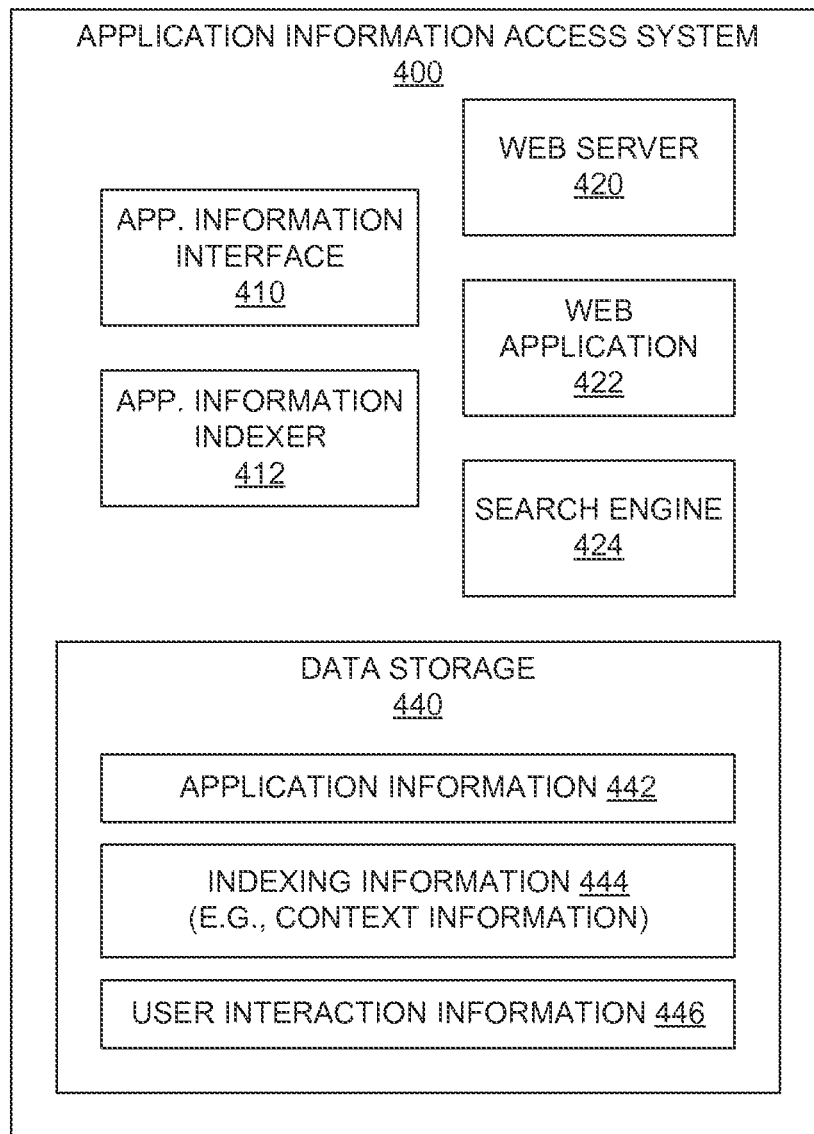 APPLICATION INFORMATION ACCESS SYSTEM
400
WEB SERVER
420
APP. INFORMATION
INTERFACE
410
WEB
APPLICATION
422
APP. INFORMATION
INDEXER
412
SEARCH ENGINE
424
DATA STORAGE
440
APPLICATION INFORMATION 442
INDEXING INFORMATION 444
(E.G., CONTEXT INFORMATION)
USER INTERACTION INFORMATION 446